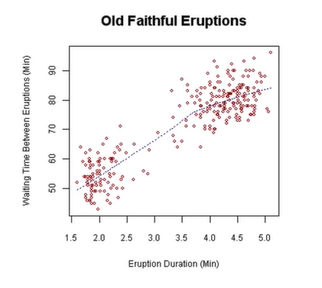 Old Faithful Eruptions
Waiting Time Between Eruptions (Min)
90
80
70
60
50
1.5 2.0 2.5 3.0 3.5 4.0 4.5 5.0
Eruption Duration (Min)